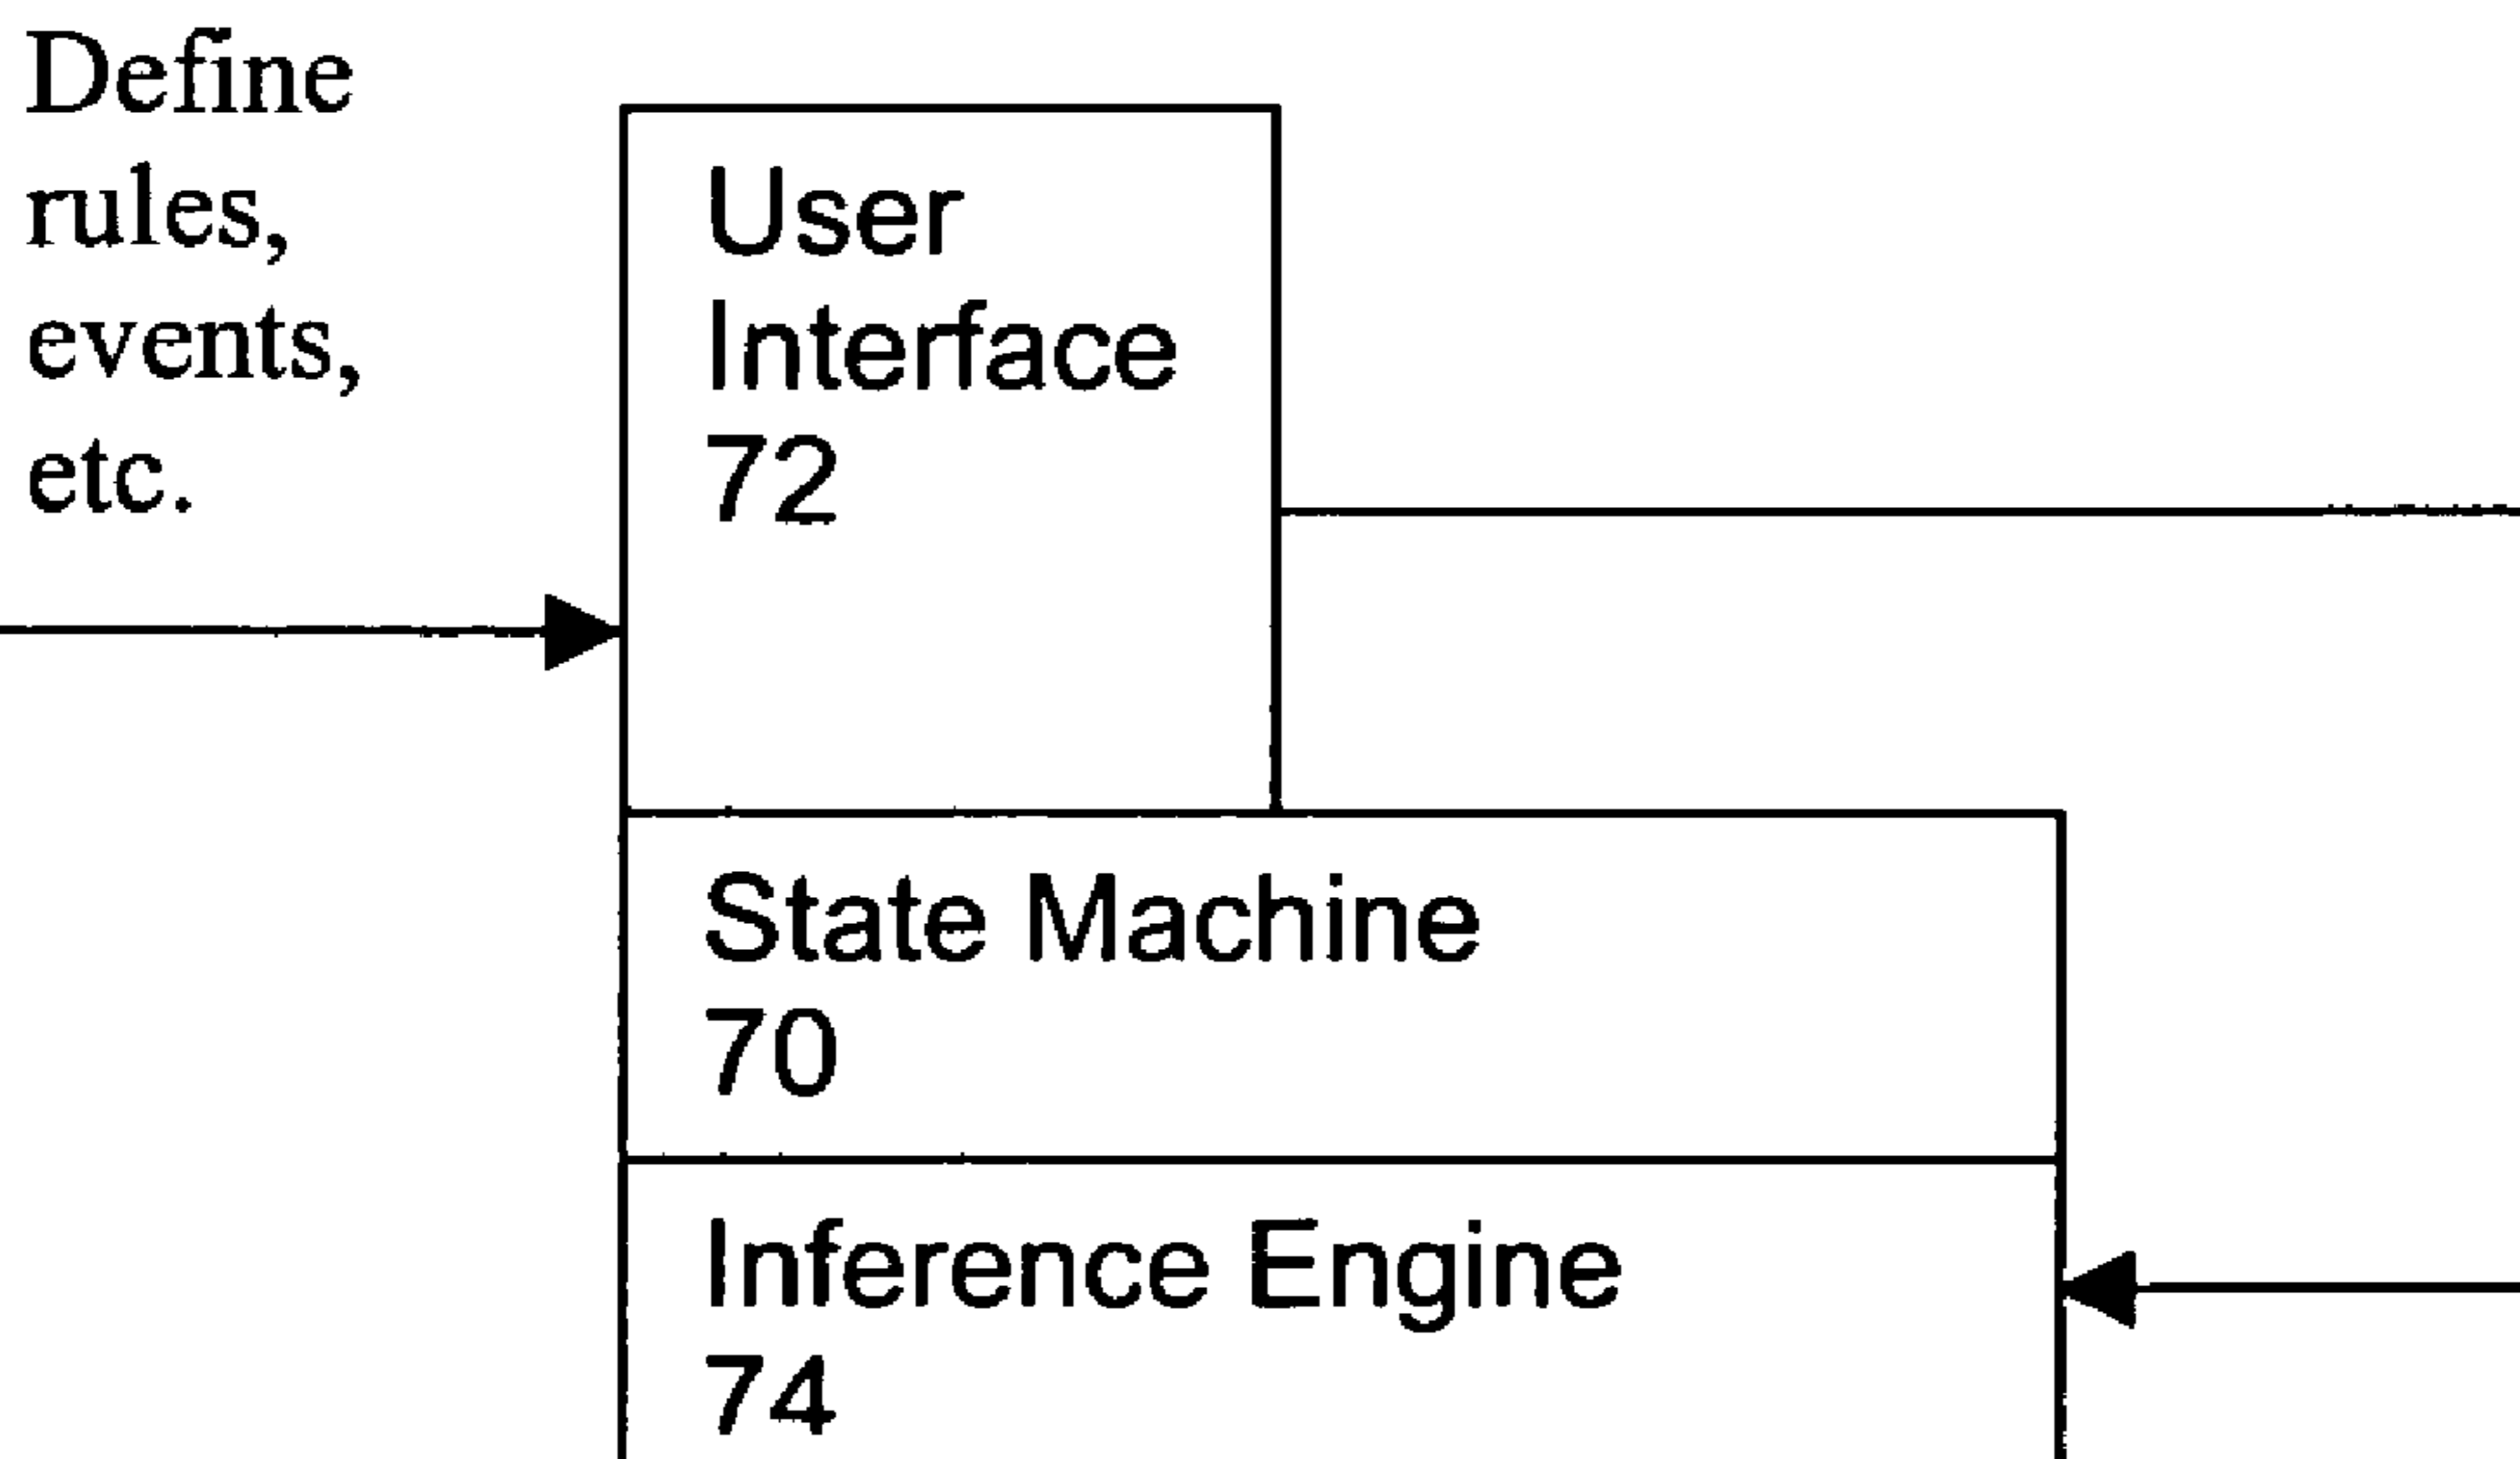 Define
rules,
events,
etc.
User
Interface
72
State Machine
70
Inference Engine
74